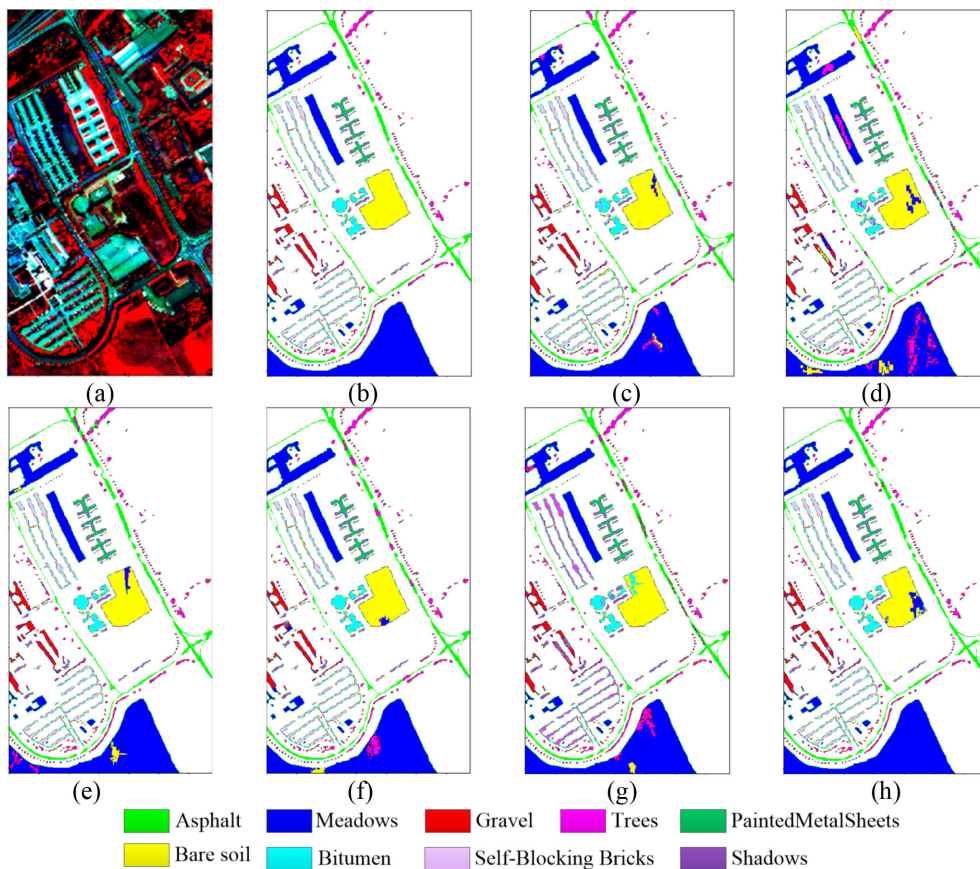 (a) (b) (c) (d)
(e) (f) (g) (h)
Asphalt Meadows Gravel Trees PaintedMetalSheets
Bare soil Bitumen Self-Blocking Bricks Shadows